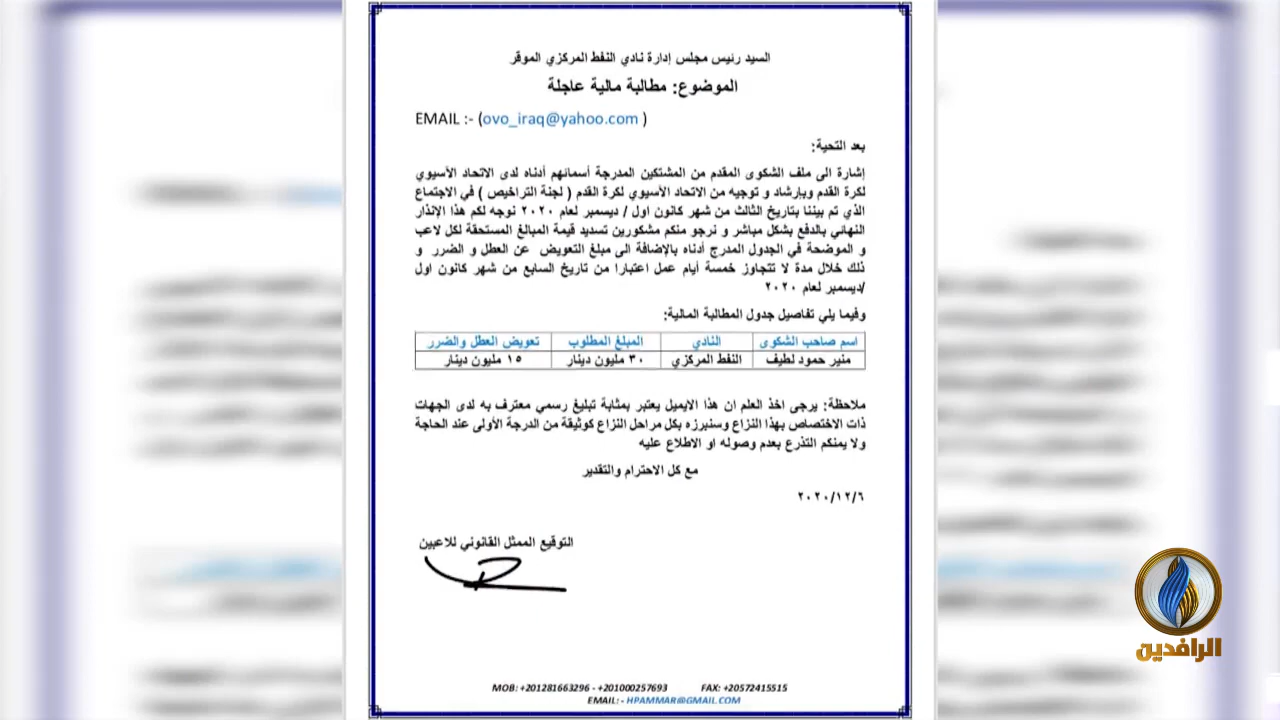 السيد رئيس مجلس إدارة نادي النفط المركزي الموقر
الموضوع: مطالبة مالية عاجلة
EMAIL :- (ovo_iraq@yahoo.com )
بعد التحية:
إشارة الى ملف الشكوى المقدم من المشتكين المدرجة أسمائهم أدناه لدى الاتحاد الآسيوي
لكرة القدم وبإرشاد و توجيه من الاتحاد الآسيوي لكرة القدم ( لجنة التراخيص ) في الاجتماع
الذي تم بيننا بتاريخ الثالث من شهر كانون اول / ديسمبر لعام ٢٠٢٠ نوجه لكم هذا الإنذار
النهائي بالدفع بشكل مباشر و نرجو منكم مشكورين تسديد قيمة المبالغ المستحقة لكل لاعب
و الموضحة في الجدول المدرج أدناه بالإضافة الى مبلغ التعويض عن العطل و الضرر و
ذلك خلال مدة لا تتجاوز خمسة أيام عمل اعتبارا من تاريخ السابع من شهر كانون اول
/ديسمبر لعام ٢٠٢٠
وفيما يلي تفاصيل جدول المطالبة المالية:
اسم صاحب الشكوى النادي المبلغ المطلوب تعويض العطل والضرر
منير حمود لطيف النفط المركزي ٣٠ مليون دينار ١٥ مليون دينار
ملاحظة: يرجى اخذ العلم ان هذا الايميل يعتبر بمثابة تبليغ رسمي معترف به لدى الجهات
ذات الاختصاص بهذا النزاع وسنبرزه بكل مراحل النزاع كوثيقة من الدرجة الأولى عند الحاجة
ولا يمنكم التذرع بعدم وصوله او الاطلاع عليه
مع كل الاحترام والتقدير
٢٠٢٠/١٢/٦
التوقيع الممثل القانوني للاعبين
MOB: +201281663296 - +201000257693 FAX: +20572415515
EMAIL: - HPAMMAR@GMAIL.COM
الرافدين